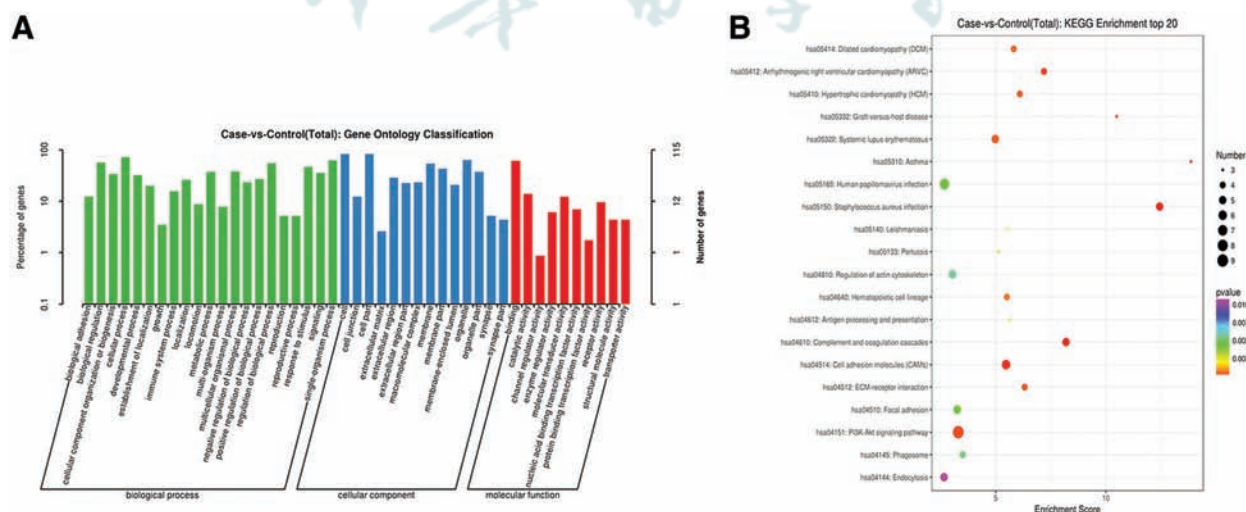 A
Case-vs-Control(Total): Gene Ontology Classification
Percentage of genes
100
10
1
0.1
115
12
1
1
Number of genes
biological adhesion
biological regulation
cellular component organization or biogenesis
cellular process
developmental process
establishment of localization
growth
immune system process
localization
locomotion
metabolic process
multi-organism process
multicellular organismal process
negative regulation of biological process
positive regulation of biological process
regulation of biological process
reproduction
reproductive process
response to stimulus
signaling
single-organism process
cell
cell junction
cell part
extracellular matrix
extracellular region
extracellular region part
macromolecular complex
membrane
membrane part
membrane-enclosed lumen
organelle
organelle part
synapse
synapse part
binding
catalytic activity
channel regulator activity
enzyme regulator activity
molecular transducer activity
nucleic acid binding transcription factor activity
protein binding transcription factor activity
receptor activity
structural molecule activity
transporter activity
biological process
cellular component
molecular function
B
Case-vs-Control(Total): KEGG Enrichment top 20
hsa05414: Dilated cardiomyopathy (DCM)
hsa05412: Arrhythmogenic right ventricular cardiomyopathy (ARVC)
hsa05410: Hypertrophic cardiomyopathy (HCM)
hsa05332: Graft-versus-host disease
hsa05322: Systemic lupus erythematosus
hsa05310: Asthma
hsa05165: Human papillomavirus infection
hsa05150: Staphylococcus aureus infection
hsa05140: Leishmaniasis
hsa05133: Pertussis
hsa04810: Regulation of actin cytoskeleton
hsa04640: Hematopoietic cell lineage
hsa04612: Antigen processing and presentation
hsa04610: Complement and coagulation cascades
hsa04514: Cell adhesion molecules (CAMs)
hsa04512: ECM-receptor interaction
hsa04510: Focal adhesion
hsa04151: PI3K-Akt signaling pathway
hsa04145: Phagosome
hsa04144: Endocytosis
5
10
Enrichment Score
Number
3
4
5
6
7
8
9
pvalue
0.010
0.007
0.005
0.002